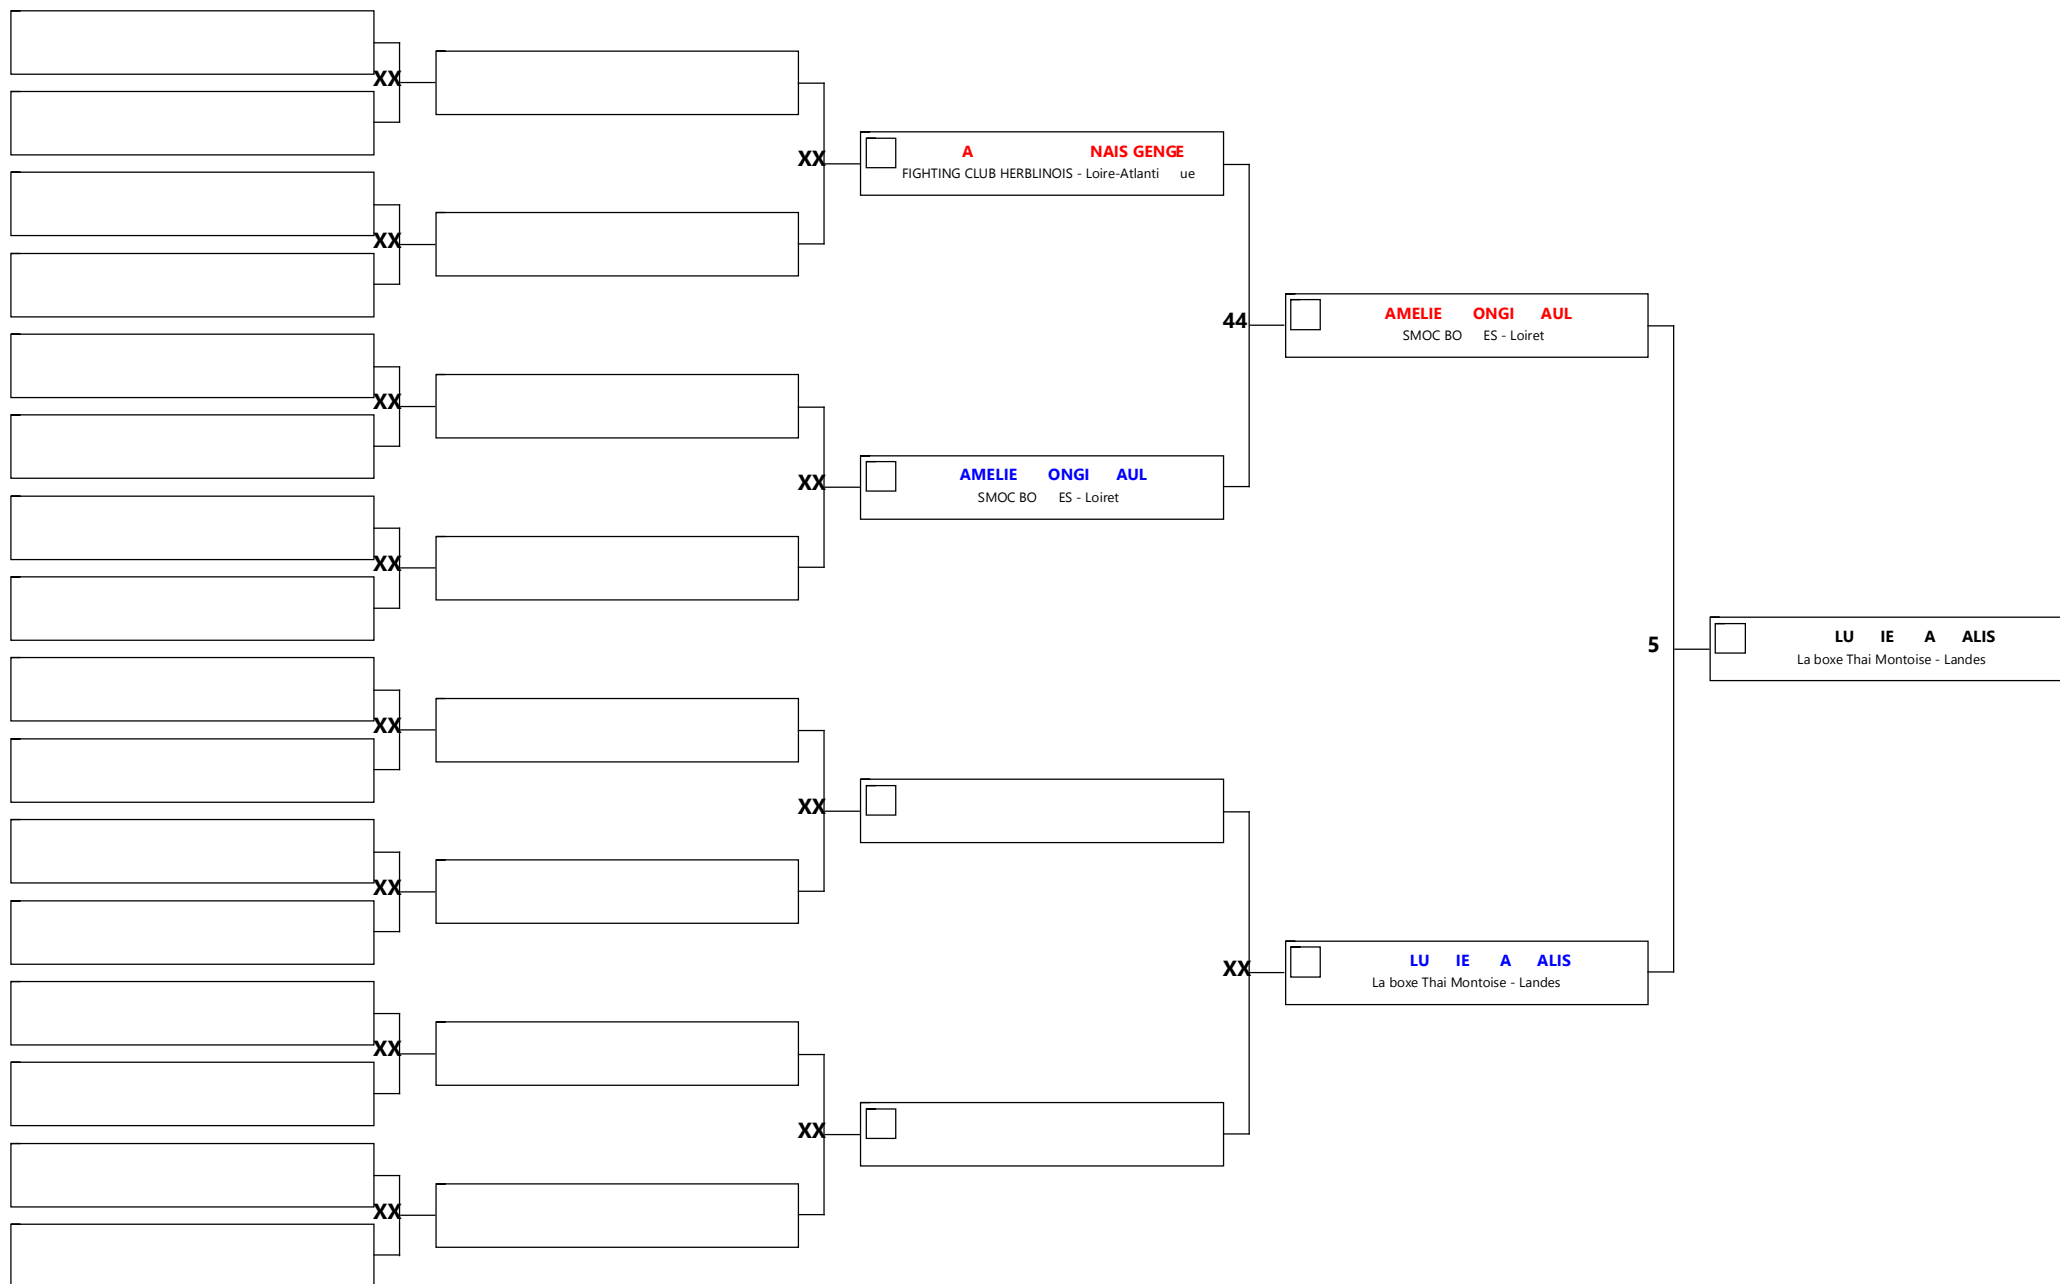 XX
XX
A NAIS GENGE
FIGHTING CLUB HERBLINOIS - Loire-Atlanti ue
XX
44
AMELIE ONGI AUL
SMOC BO ES - Loiret
XX
AMELIE ONGI AUL
SMOC BO ES - Loiret
XX
XX
5
LU IE A ALIS
La boxe Thai Montoise - Landes
XX
XX
XX
XX
LU IE A ALIS
La boxe Thai Montoise - Landes
XX
XX
XX